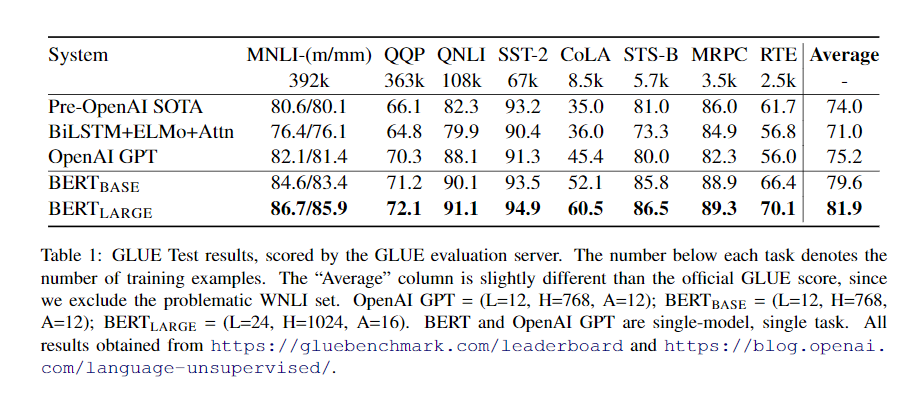 System MNLI-(m/mm) QQP QNLI SST-2 CoLA STS-B MRPC RTE Average
392k 363k 108k 67k 8.5k 5.7k 3.5k 2.5k -
Pre-OpenAI SOTA 80.6/80.1 66.1 82.3 93.2 35.0 81.0 86.0 61.7 74.0
BiLSTM+ELMo+Attn 76.4/76.1 64.8 79.9 90.4 36.0 73.3 84.9 56.8 71.0
OpenAI GPT 82.1/81.4 70.3 88.1 91.3 45.4 80.0 82.3 56.0 75.2
BERTBASE 84.6/83.4 71.2 90.1 93.5 52.1 85.8 88.9 66.4 79.6
BERTLARGE 86.7/85.9 72.1 91.1 94.9 60.5 86.5 89.3 70.1 81.9
Table 1: GLUE Test results, scored by the GLUE evaluation server. The number below each task denotes the
number of training examples. The “Average” column is slightly different than the official GLUE score, since
we exclude the problematic WNLI set. OpenAI GPT = (L=12, H=768, A=12); BERTBASE = (L=12, H=768,
A=12); BERTLARGE = (L=24, H=1024, A=16). BERT and OpenAI GPT are single-model, single task. All
results obtained from https://gluebenchmark.com/leaderboard and https://blog.openai.
com/language-unsupervised/.